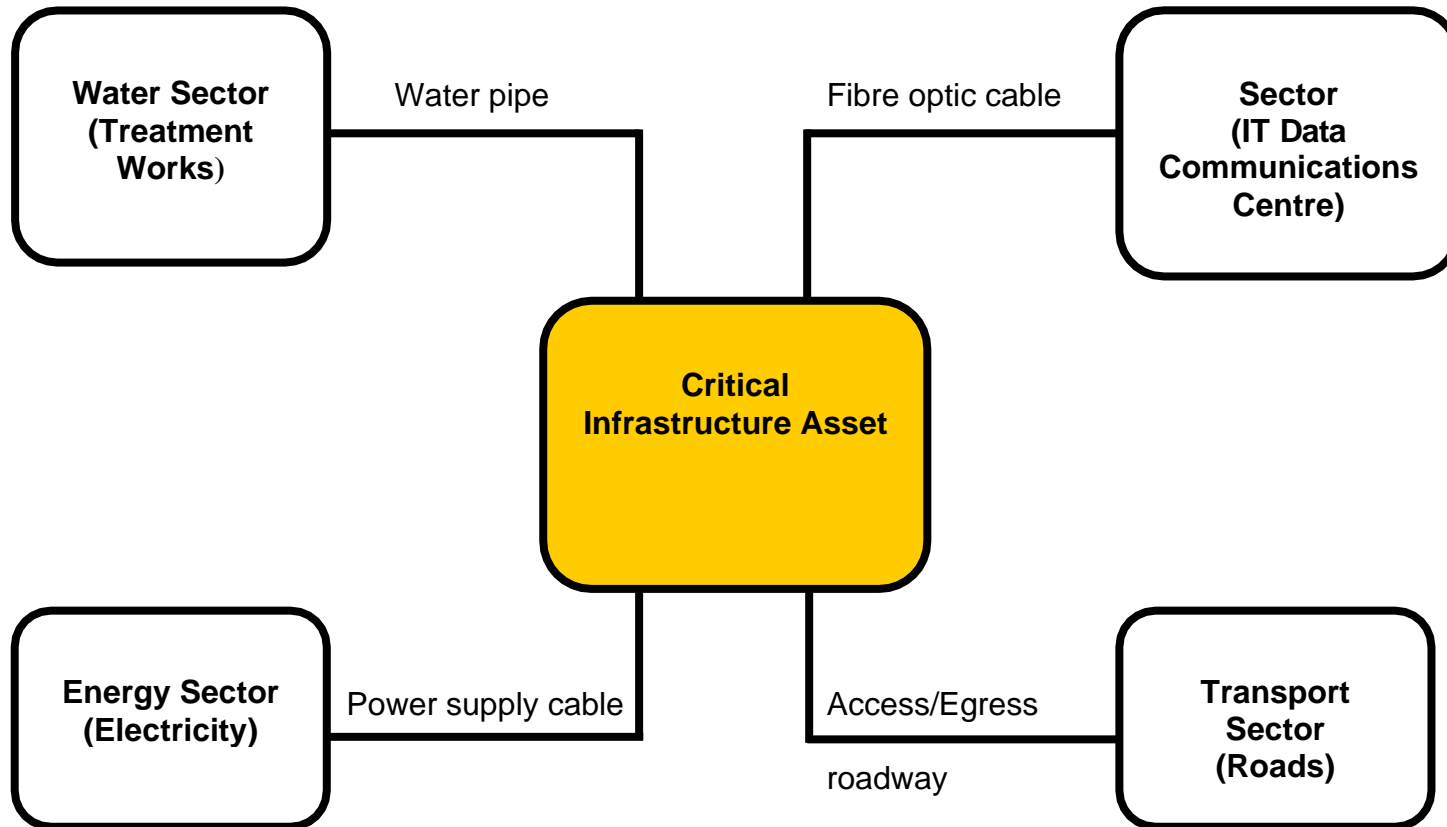 Water Sector
(Treatment
Works)
Water pipe
Fibre optic cable
Sector
(IT Data
Communications
Centre)
Critical
Infrastructure Asset
Energy Sector
(Electricity)
Power supply cable
Access/Egress
roadway
Transport
Sector
(Roads)